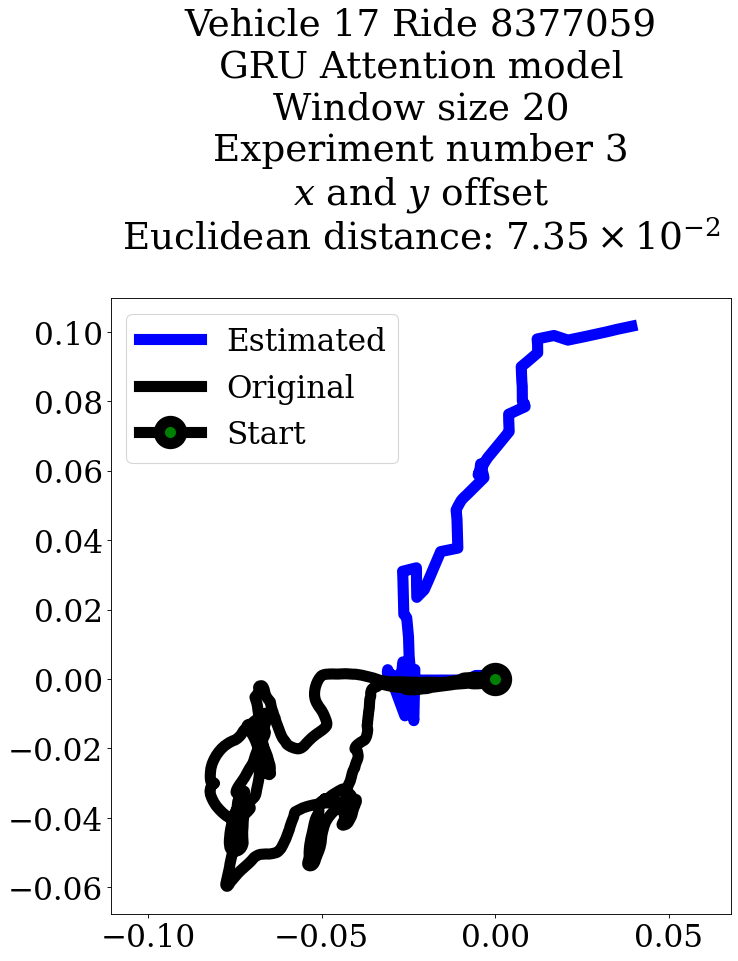 Vehicle 17 Ride 8377059
GRU Attention model
Window size 20
Experiment number 3
x and y offset
Euclidean distance: 7.35 × 10⁻²
Estimated
Original
Start
0.10
0.08
0.06
0.04
0.02
0.00
−0.02
−0.04
−0.06
−0.10
−0.05
0.00
0.05